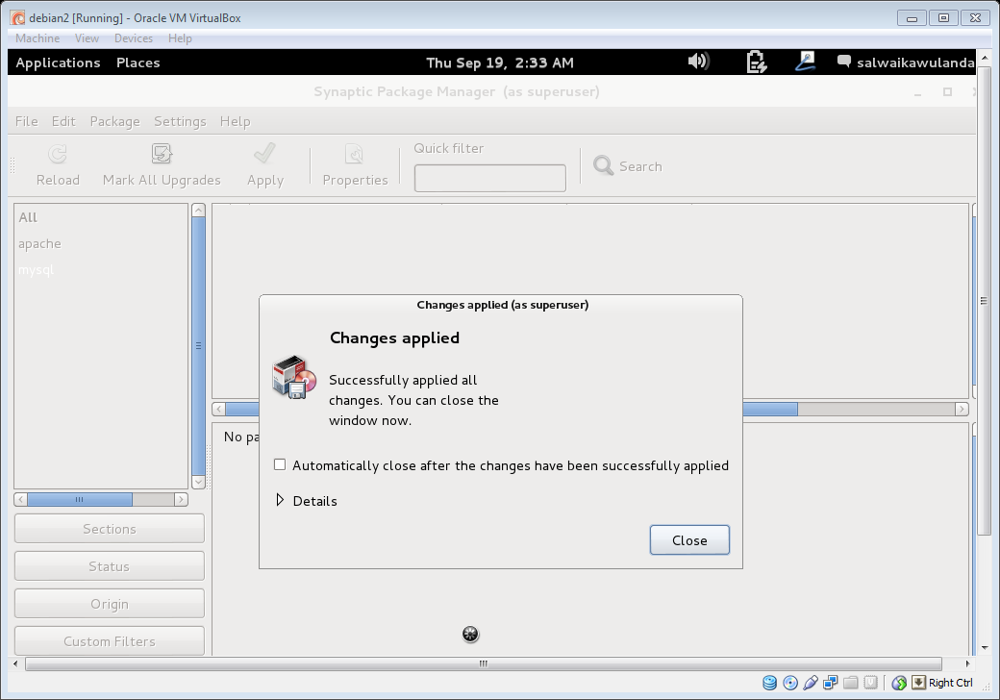 debian2 [Running] - Oracle VM VirtualBox
Machine View Devices Help
Applications Places Thu Sep 19, 2:33 AM salwaikawulanda
Synaptic Package Manager (as superuser)
File Edit Package Settings Help
Reload Mark All Upgrades Apply Properties Quick filter Search
All
apache
mysql
Changes applied (as superuser)
Changes applied
Successfully applied all
changes. You can close the
window now.
No pa
Automatically close after the changes have been successfully applied
Details
Close
Sections
Status
Origin
Custom Filters
Right Ctrl